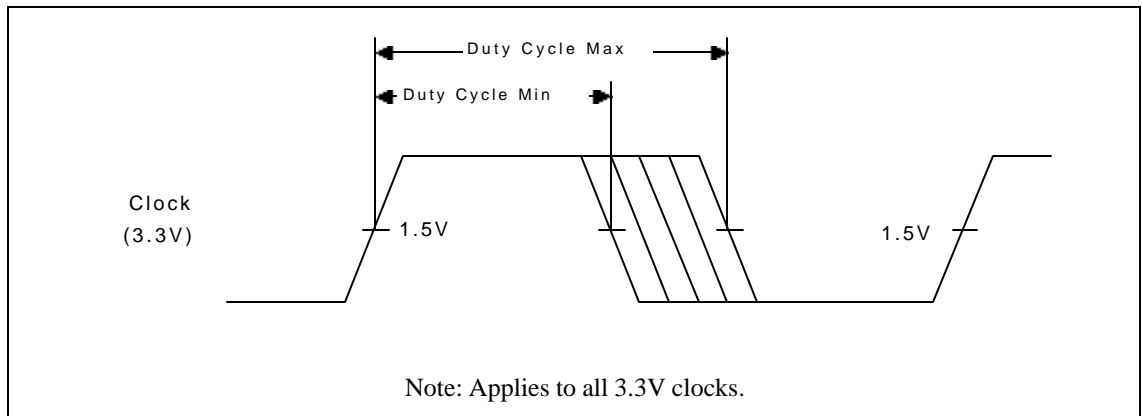 Duty Cycle Max
Duty Cycle Min
Clock
(3.3V)
1.5V
1.5V
Note: Applies to all 3.3V clocks.